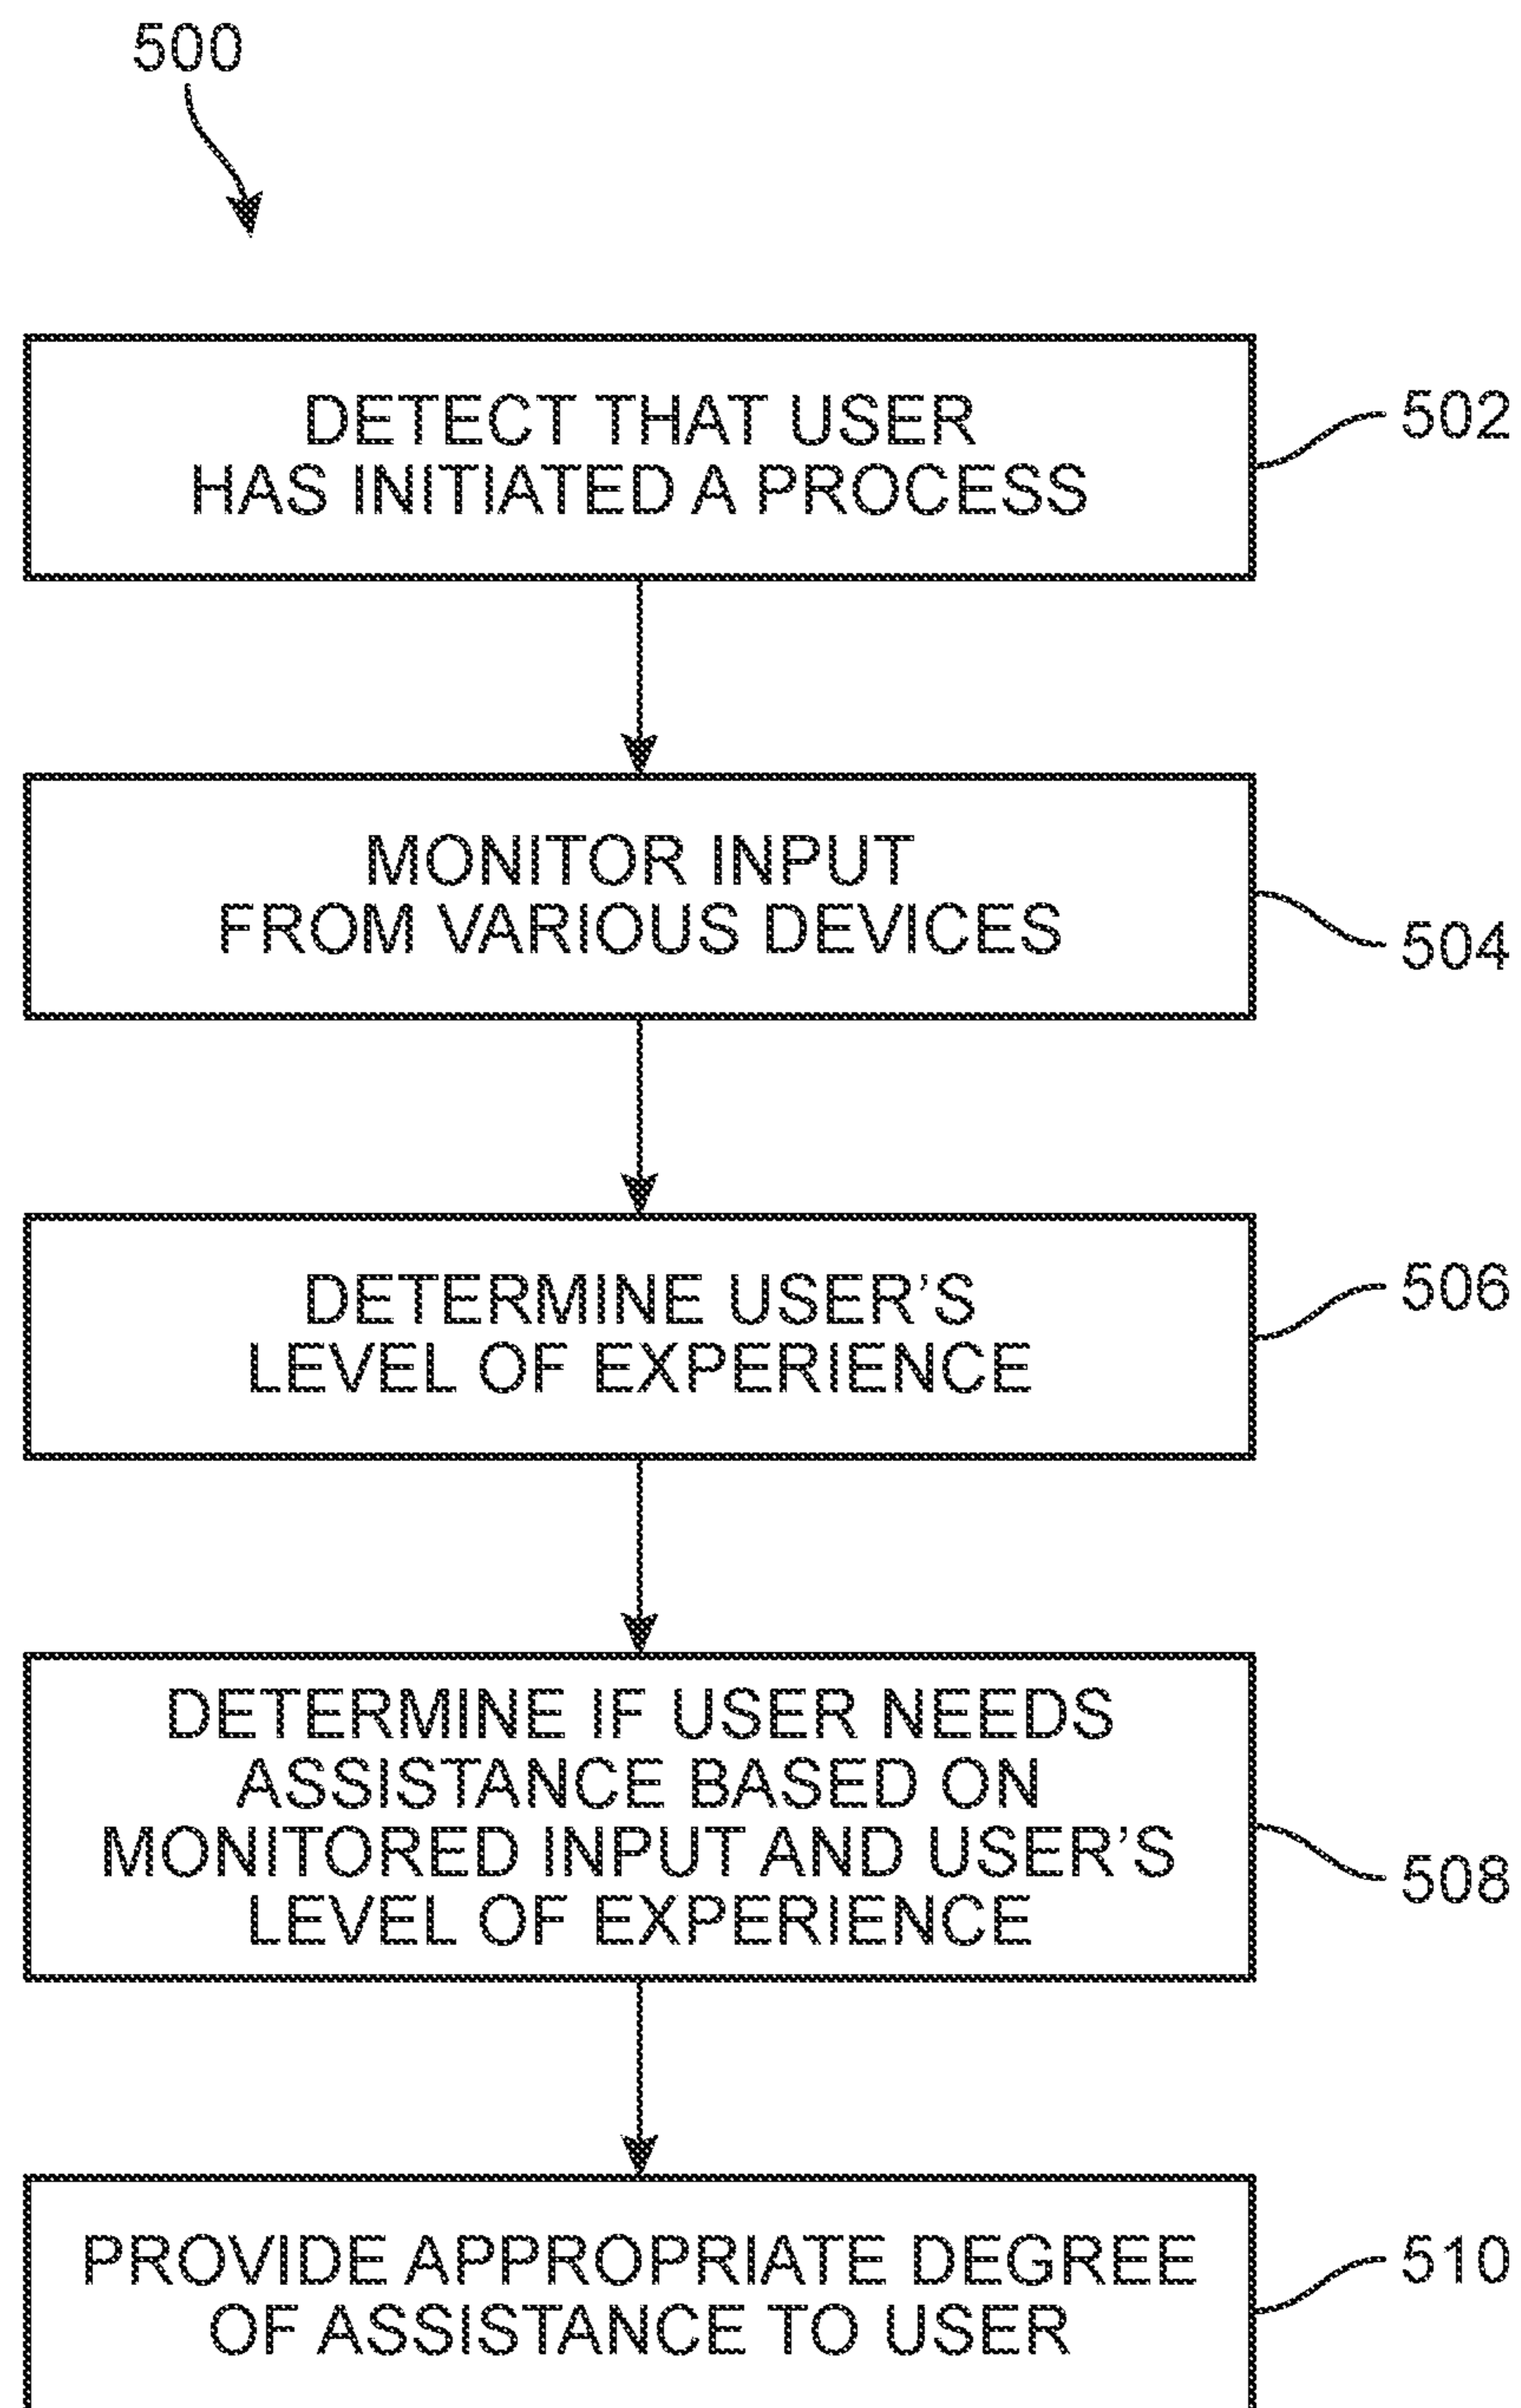 500
DETECT THAT USER
HAS INITIATED A PROCESS
502
MONITOR INPUT
FROM VARIOUS DEVICES
504
DETERMINE USER’S
LEVEL OF EXPERIENCE
506
DETERMINE IF USER NEEDS
ASSISTANCE BASED ON
MONITORED INPUT AND USER’S
LEVEL OF EXPERIENCE
508
PROVIDE APPROPRIATE DEGREE
OF ASSISTANCE TO USER
510